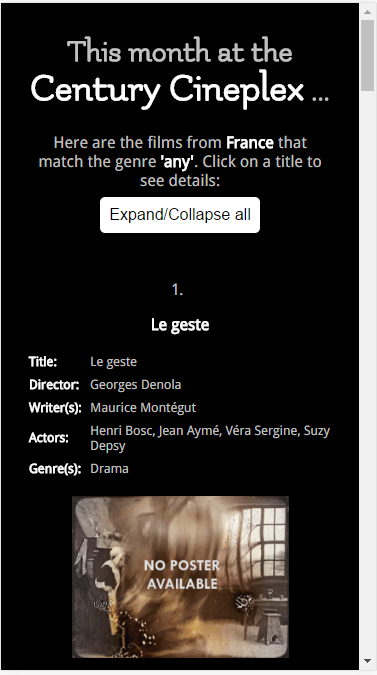 This month at the
Century Cineplex ...
Here are the films from France that
match the genre 'any'. Click on a title to
see details:
Expand/Collapse all
1.
Le geste
Title: Le geste
Director: Georges Denola
Writer(s): Maurice Montégut
Actors: Henri Bosc, Jean Aymé, Véra Sergine, Suzy
Depsy
Genre(s): Drama
NO POSTER
AVAILABLE